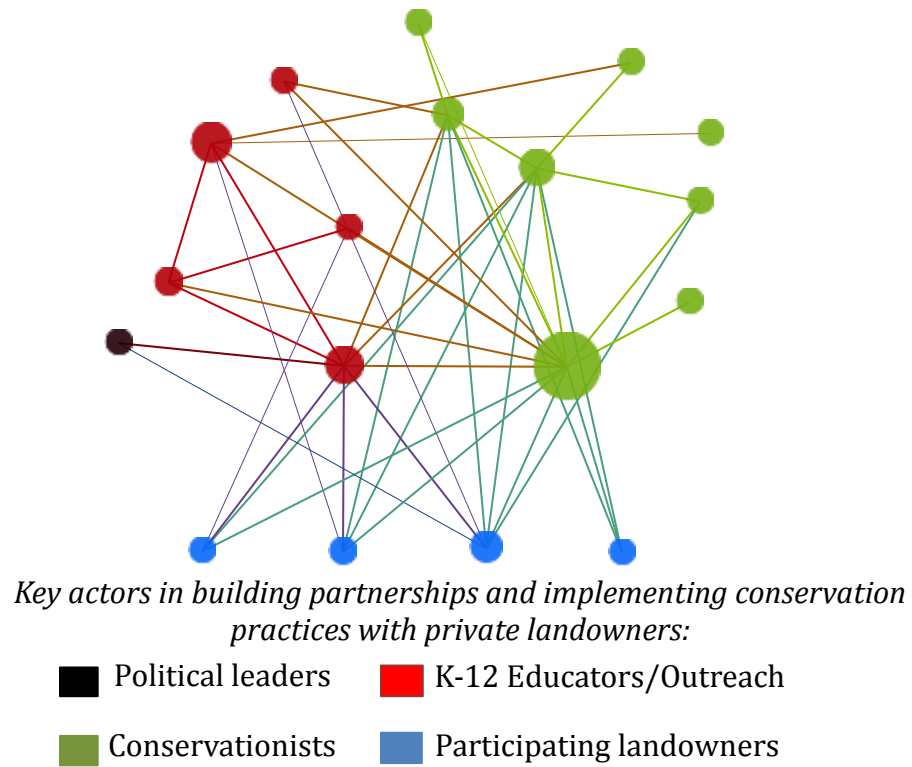 Key actors in building partnerships and implementing conservation
practices with private landowners:
Political leaders
K-12 Educators/Outreach
Conservationists
Participating landowners